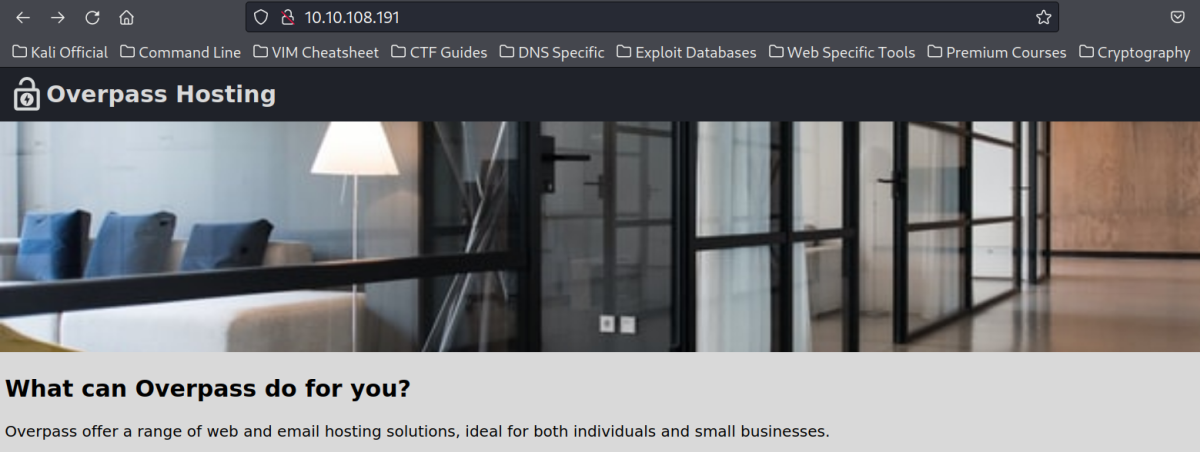 10.10.108.191
Kali Official Command Line VIM Cheatsheet CTF Guides DNS Specific Exploit Databases Web Specific Tools Premium Courses Cryptography
Overpass Hosting
What can Overpass do for you?
Overpass offer a range of web and email hosting solutions, ideal for both individuals and small businesses.